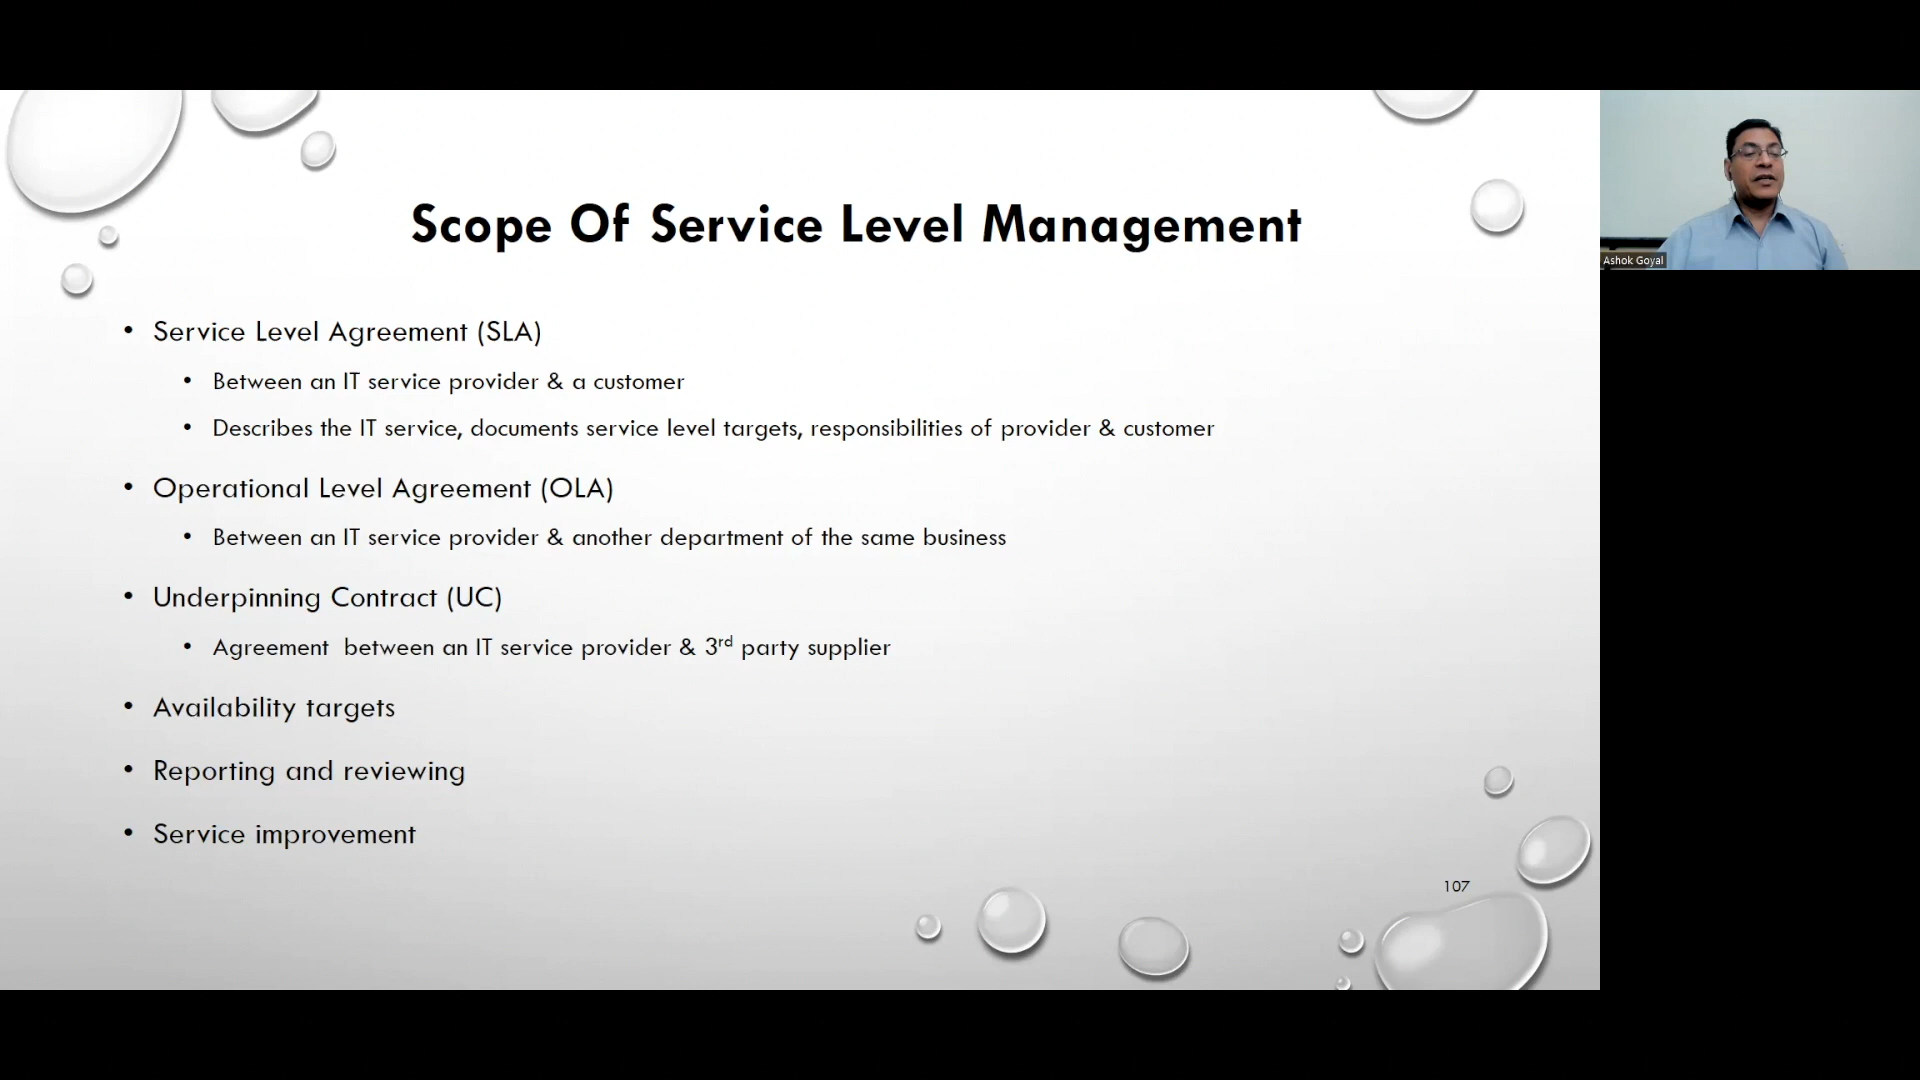 Scope Of Service Level Management
Ashok Goyal
• Service Level Agreement (SLA)
• Between an IT service provider & a customer
• Describes the IT service, documents service level targets, responsibilities of provider & customer
• Operational Level Agreement (OLA)
• Between an IT service provider & another department of the same business
• Underpinning Contract (UC)
• Agreement between an IT service provider & 3rd party supplier
• Availability targets
• Reporting and reviewing
• Service improvement
107